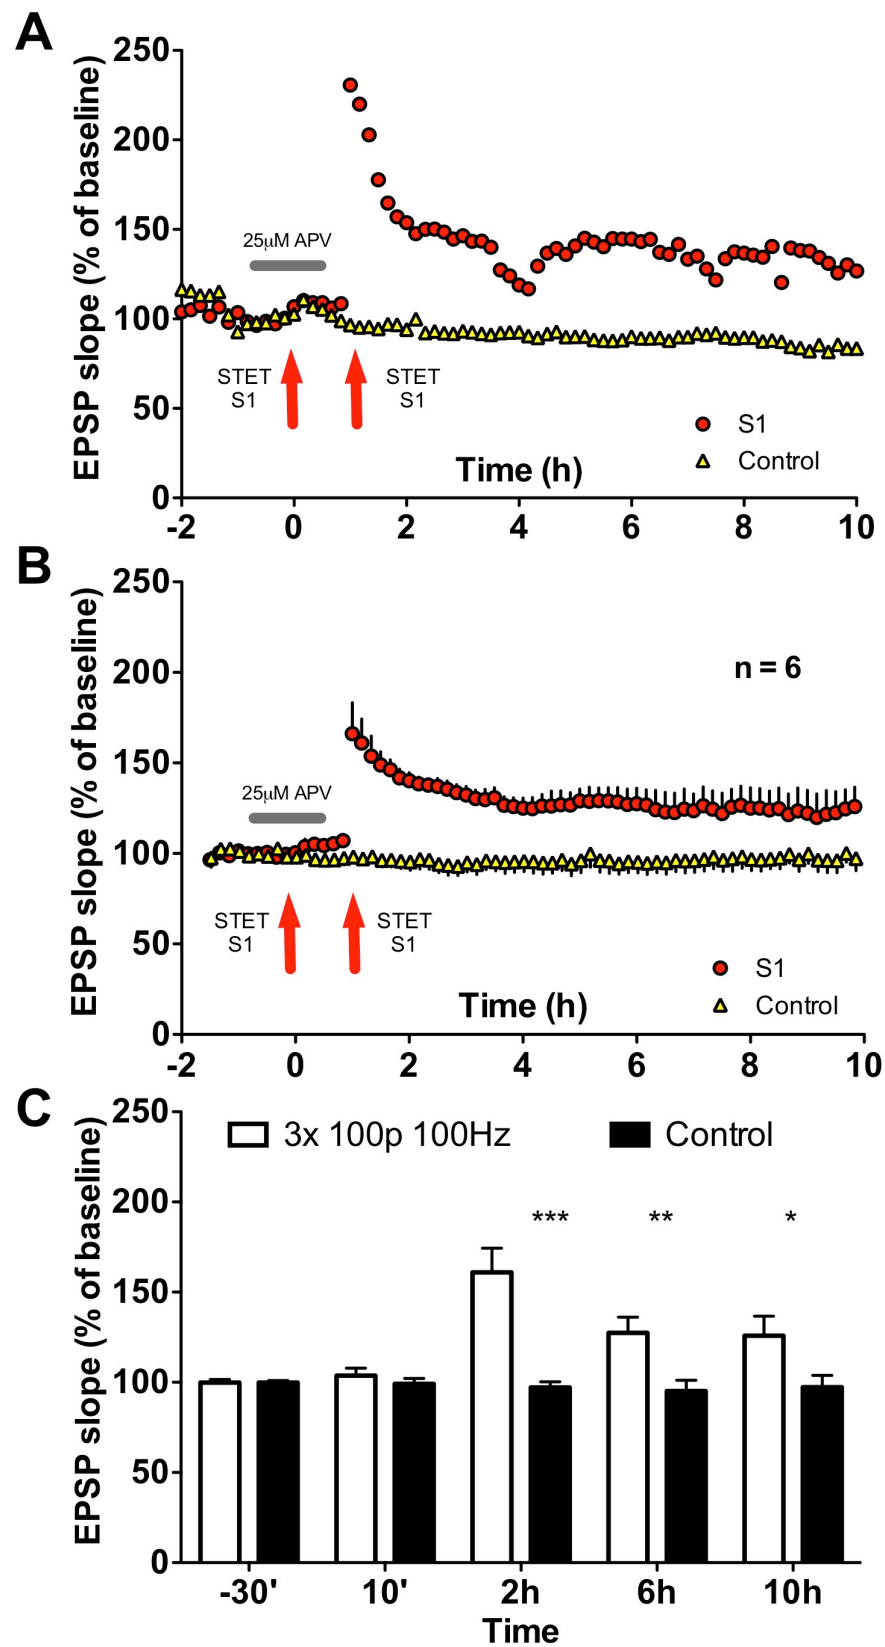 A
EPSP slope (% of baseline)
250
200
150
100
50
0
25μM APV
STET
S1
STET
S1
S1
Control
Time (h)
-2 0 2 4 6 8 10
B
EPSP slope (% of baseline)
250
200
150
100
50
0
n = 6
25μM APV
STET
S1
STET
S1
S1
Control
Time (h)
-2 0 2 4 6 8 10
C
EPSP slope (% of baseline)
250
200
150
100
50
0
3x 100p 100Hz Control
*** ** *
-30' 10' 2h 6h 10h
Time